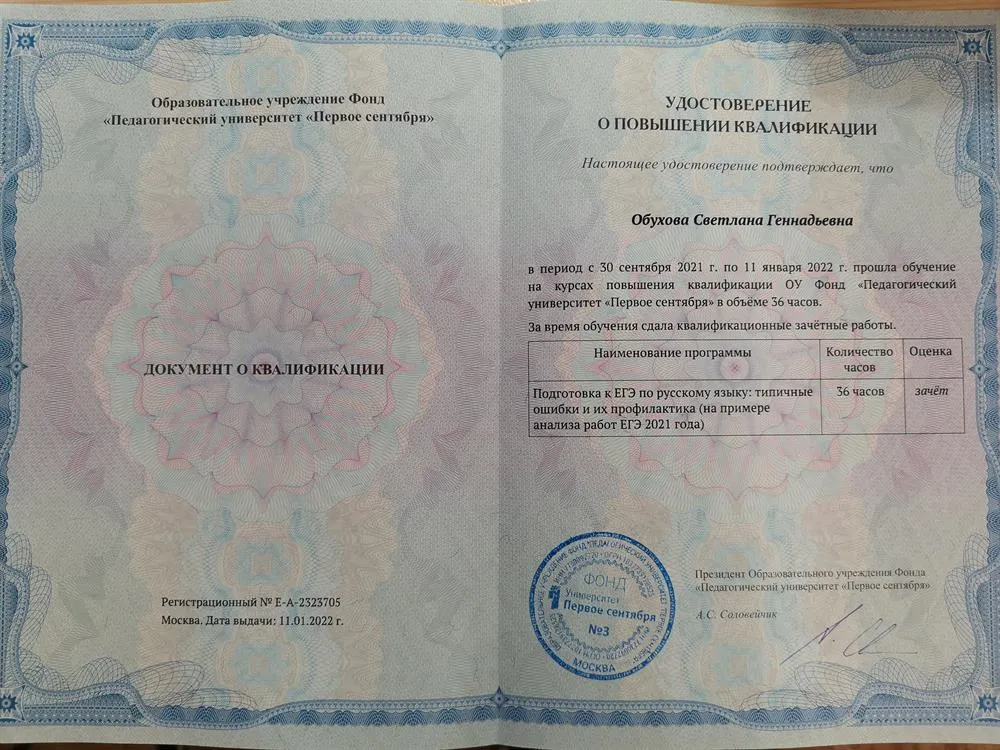 Образовательное учреждение Фонд
«Педагогический университет «Первое сентября»
ДОКУМЕНТ О КВАЛИФИКАЦИИ
Регистрационный № Е-А-2323705
Москва. Дата выдачи: 11.01.2022 г.
УДОСТОВЕРЕНИЕ
О ПОВЫШЕНИИ КВАЛИФИКАЦИИ
Настоящее удостоверение подтверждает, что
Обухова Светлана Геннадьевна
в период с 30 сентября 2021 г. по 11 января 2022 г. прошла обучение
на курсах повышения квалификации ОУ Фонд «Педагогический
университет «Первое сентября» в объёме 36 часов.
За время обучения сдала квалификационные зачётные работы.
Наименование программы
Количество
часов
Оценка
Подготовка к ЕГЭ по русскому языку: типичные
ошибки и их профилактика (на примере
анализа работ ЕГЭ 2021 года)
36 часов
зачёт
ФОНД
Университет
Первое сентября
№3
МОСКВА
Президент Образовательного учреждения Фонда
«Педагогический университет «Первое сентября»
А.С. Соловейчик